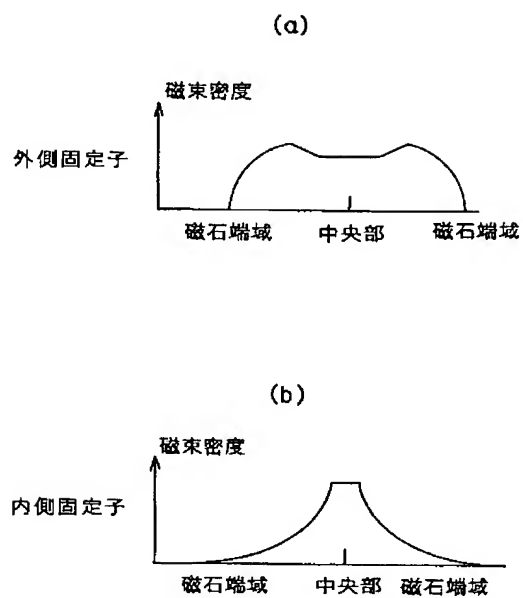 (a)
磁束密度
外側固定子
磁石端域 中央部 磁石端域
(b)
磁束密度
内側固定子
磁石端域 中央部 磁石端域